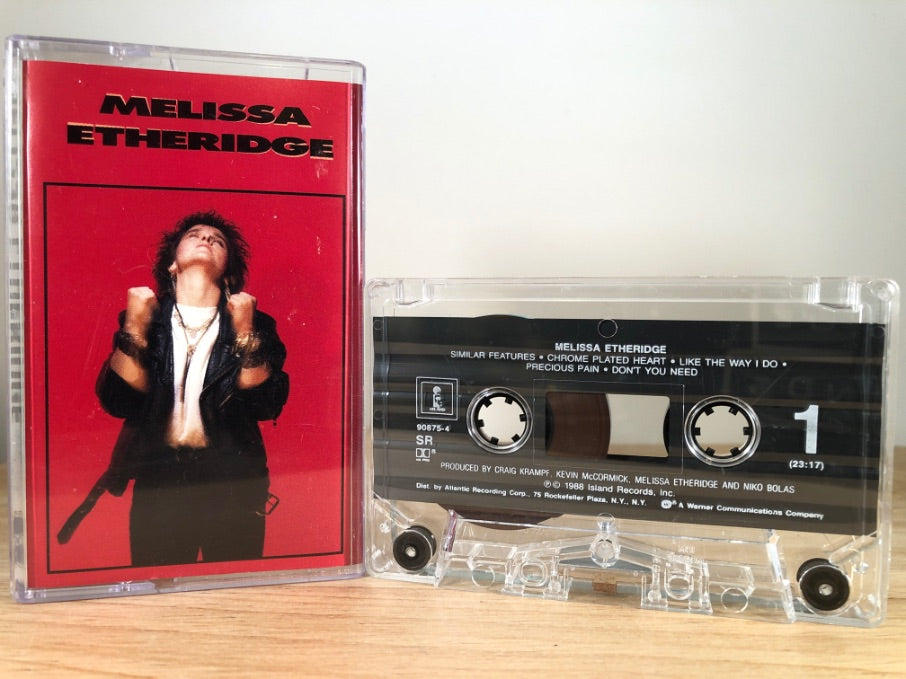 MELISSA
ETHERIDGE
MELISSA ETHERIDGE
SIMILAR FEATURES • CHROME PLATED HEART • LIKE THE WAY I DO •
PRECIOUS PAIN • DON'T YOU NEED
90875-4
SR
1
(23:17)
PRODUCED BY CRAIG KRAMPF, KEVIN McCORMICK, MELISSA ETHERIDGE AND NIKO BOLAS
℗ © 1988 Island Records, Inc.
Dist. by Atlantic Recording Corp., 75 Rockefeller Plaza, N.Y., N.Y. A Warner Communications Company